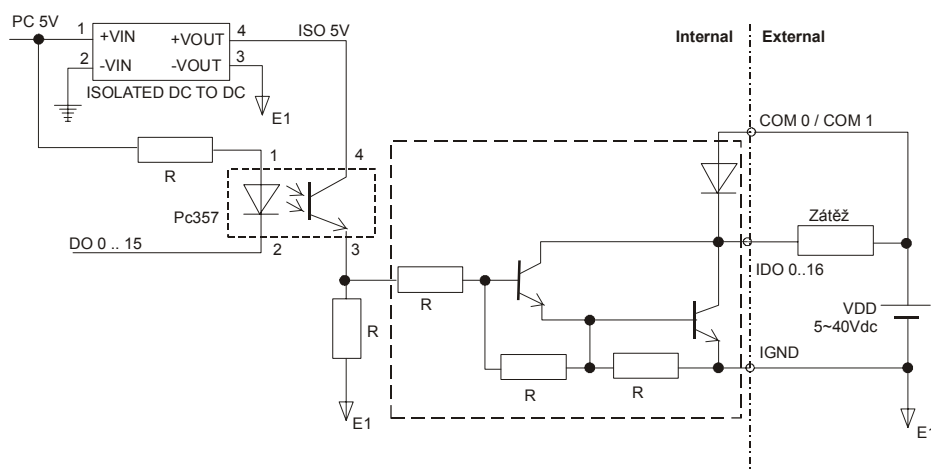 PC 5V
1
+VIN
+VOUT
4
ISO 5V
2
-VIN
-VOUT
3
ISOLATED DC TO DC
E1
Internal
External
COM 0 / COM 1
R
1
4
Pc357
DO 0 .. 15
2
3
Zátěž
IDO 0..16
R
R
VDD
5~40Vdc
R
R
IGND
E1
E1